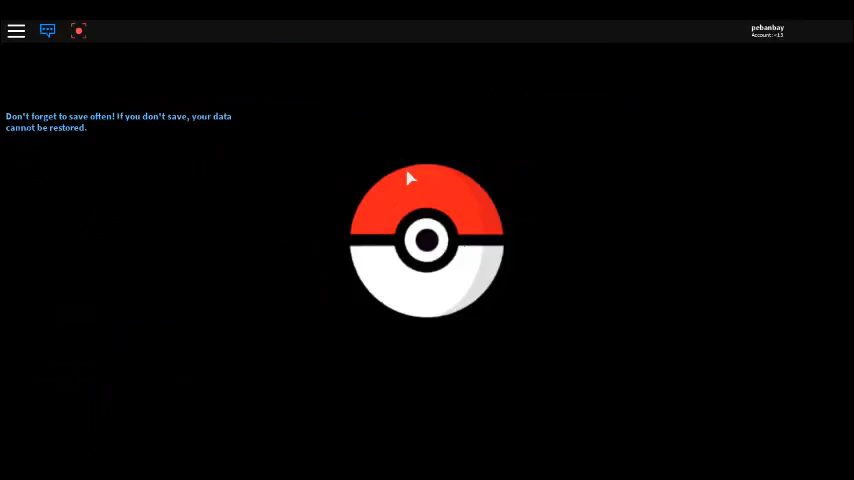 pebanbay
Account: <13
Don't forget to save often! If you don't save, your data
cannot be restored.